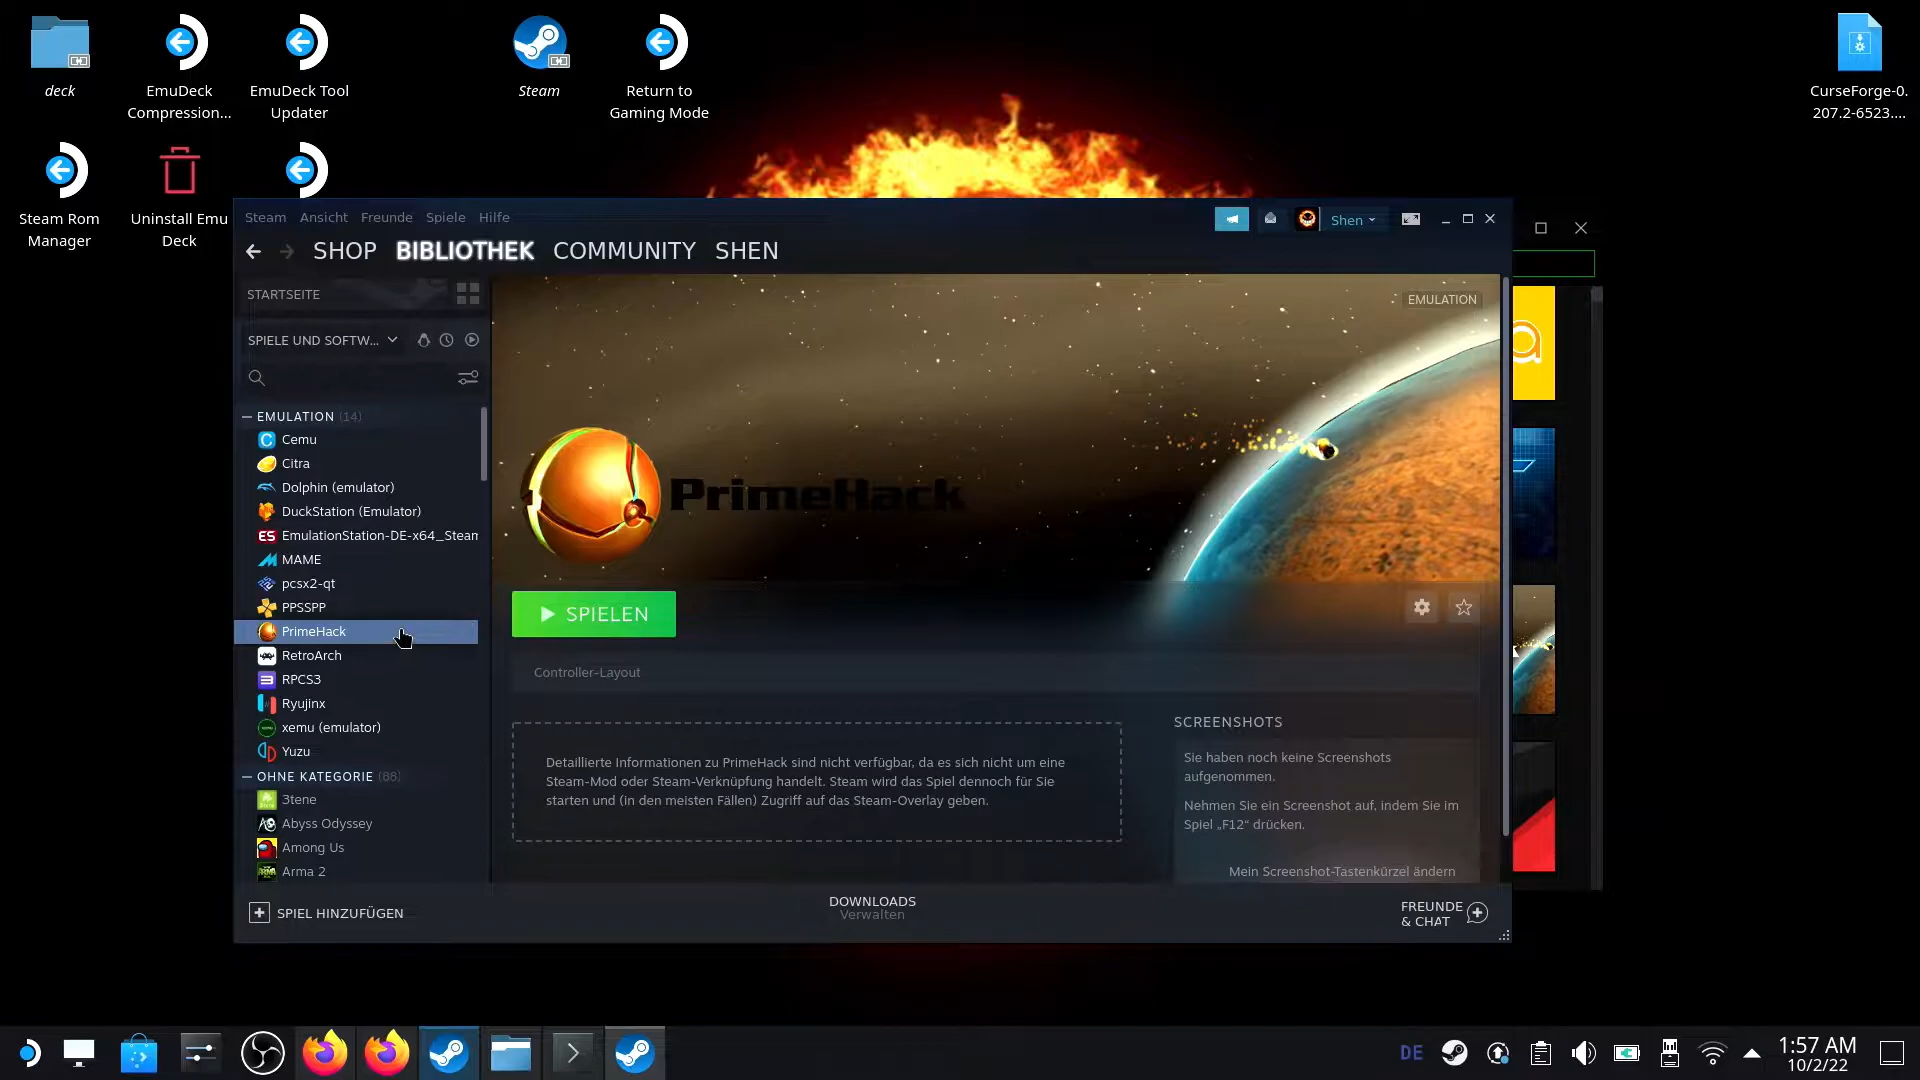 deck
EmuDeck
Compression...
EmuDeck Tool
Updater
Steam
Return to
Gaming Mode
CurseForge-0.
207.2-6523....
Steam Rom
Manager
Uninstall Emu
Deck
Steam Ansicht Freunde Spiele Hilfe
Shen
SHOP BIBLIOTHEK COMMUNITY SHEN
STARTSEITE
EMULATION
SPIELE UND SOFTW...
EMULATION (14)
Cemu
Citra
Dolphin (emulator)
DuckStation (Emulator)
ES EmulationStation-DE-x64_Steam
MAME
pcsx2-qt
PPSSPP
PrimeHack
RetroArch
RPCS3
Ryujinx
xemu (emulator)
Yuzu
OHNE KATEGORIE (88)
3tene
Abyss Odyssey
Among Us
Arma 2
PrimeHack
SPIELEN
Controller-Layout
Detaillierte Informationen zu PrimeHack sind nicht verfügbar, da es sich nicht um eine
Steam-Mod oder Steam-Verknüpfung handelt. Steam wird das Spiel dennoch für Sie
starten und (in den meisten Fällen) Zugriff auf das Steam-Overlay geben.
SCREENSHOTS
Sie haben noch keine Screenshots
aufgenommen.
Nehmen Sie ein Screenshot auf, indem Sie im
Spiel „F12“ drücken.
Mein Screenshot-Tastenkürzel ändern
SPIEL HINZUFÜGEN
DOWNLOADS
Verwalten
FREUNDE
& CHAT
DE
1:57 AM
10/2/22